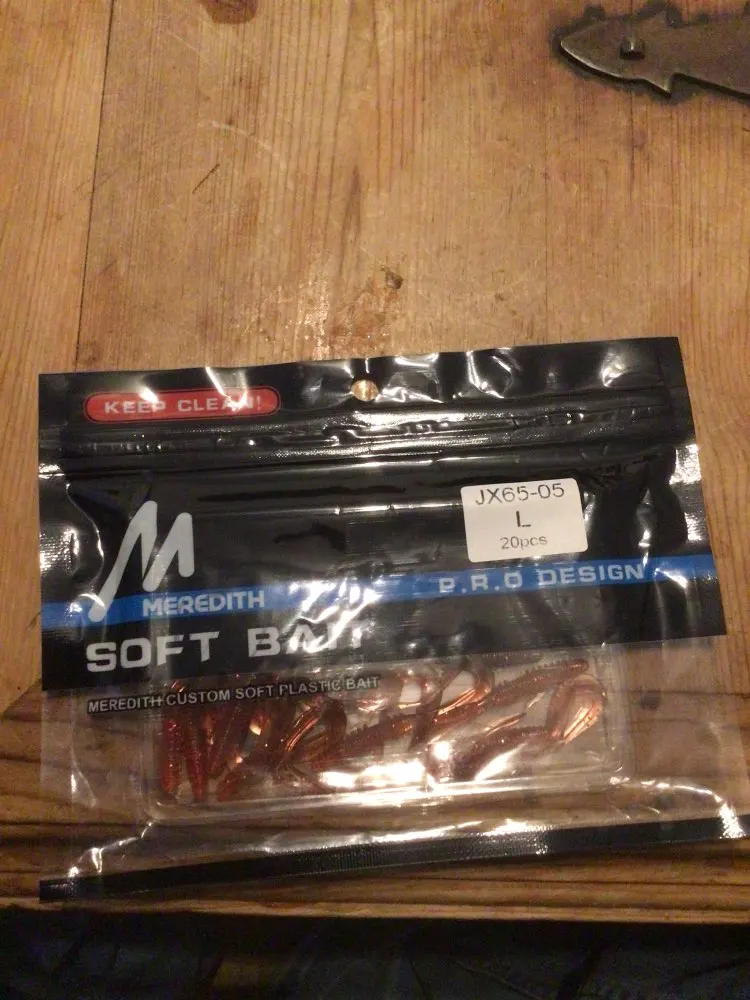 KEEP CLEAN!
JX65-05
L
20pcs
M
MEREDITH
P.R.O DESIGN
SOFT BAIT
MEREDITH CUSTOM SOFT PLASTIC BAIT